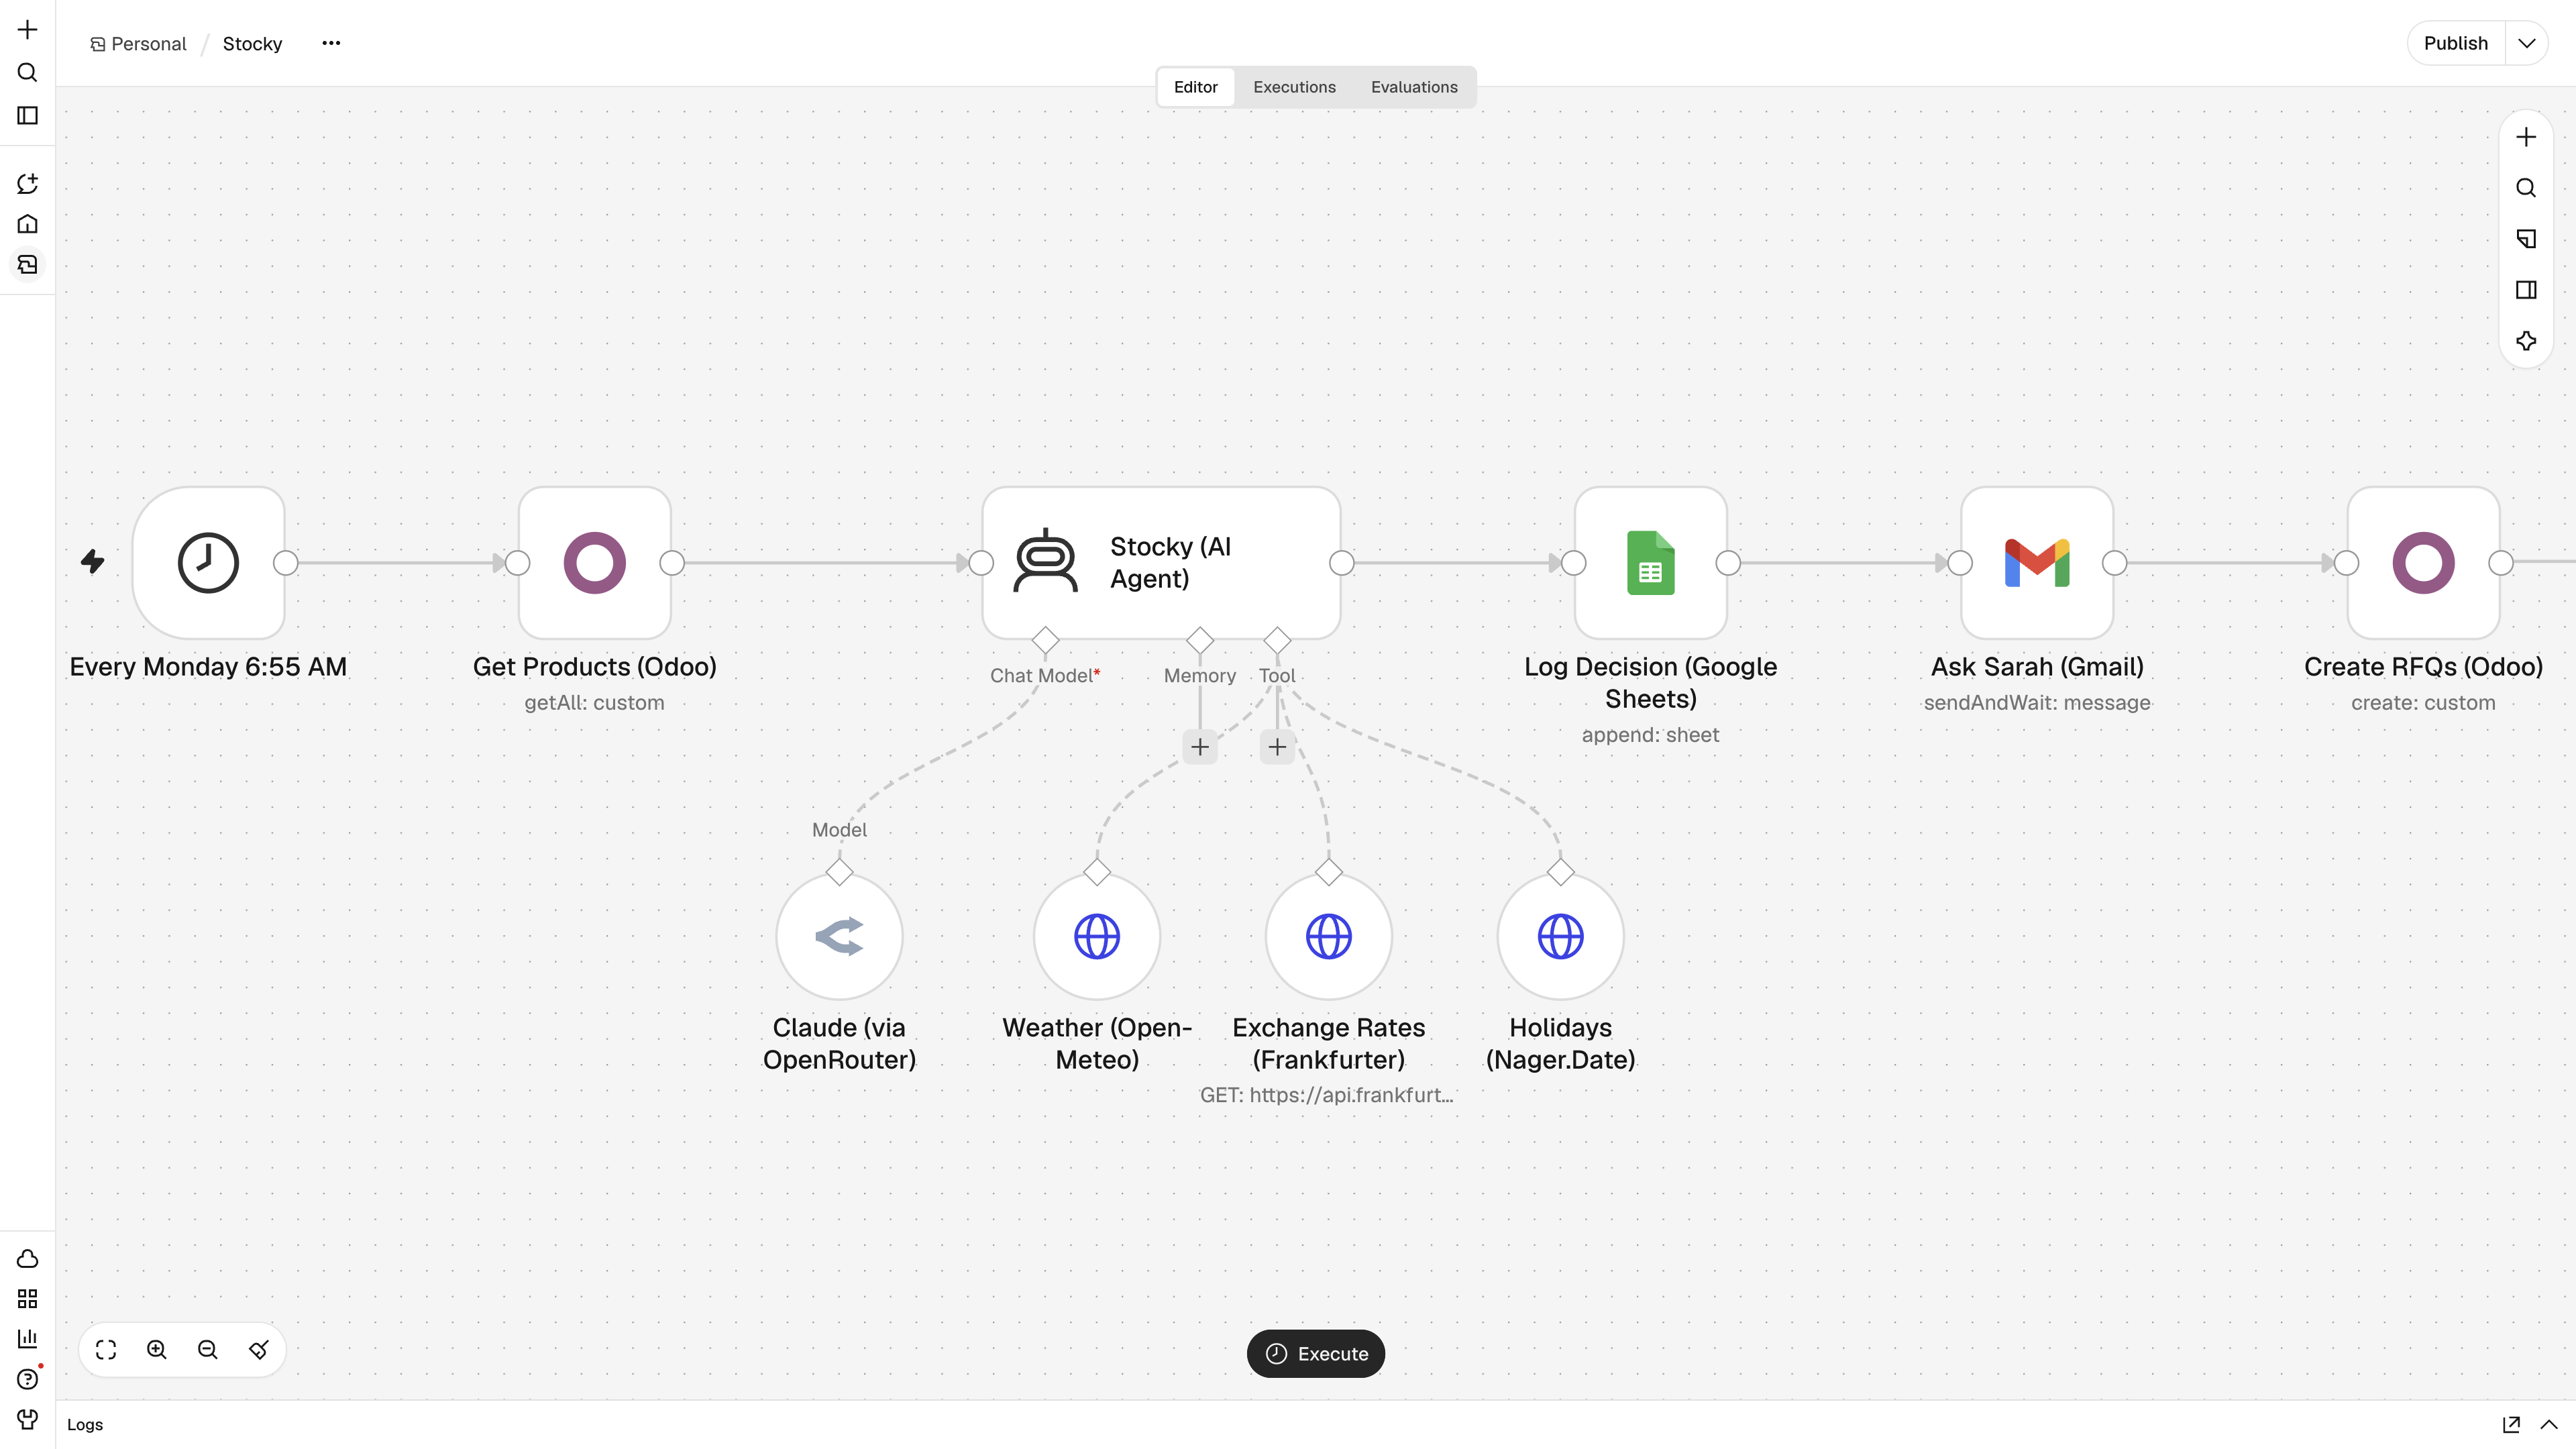 Personal / Stocky
Publish
Editor Executions Evaluations
Every Monday 6:55 AM
Get Products (Odoo)
getAll: custom
Stocky (AI
Agent)
Chat Model*
Memory
Tool
Log Decision (Google
Sheets)
append: sheet
Ask Sarah (Gmail)
sendAndWait: message
Create RFQs (Odoo)
create: custom
Model
Claude (via
OpenRouter)
Weather (Open-
Meteo)
Exchange Rates
(Frankfurter)
GET: https://api.frankfurt...
Holidays
(Nager.Date)
Execute
Logs